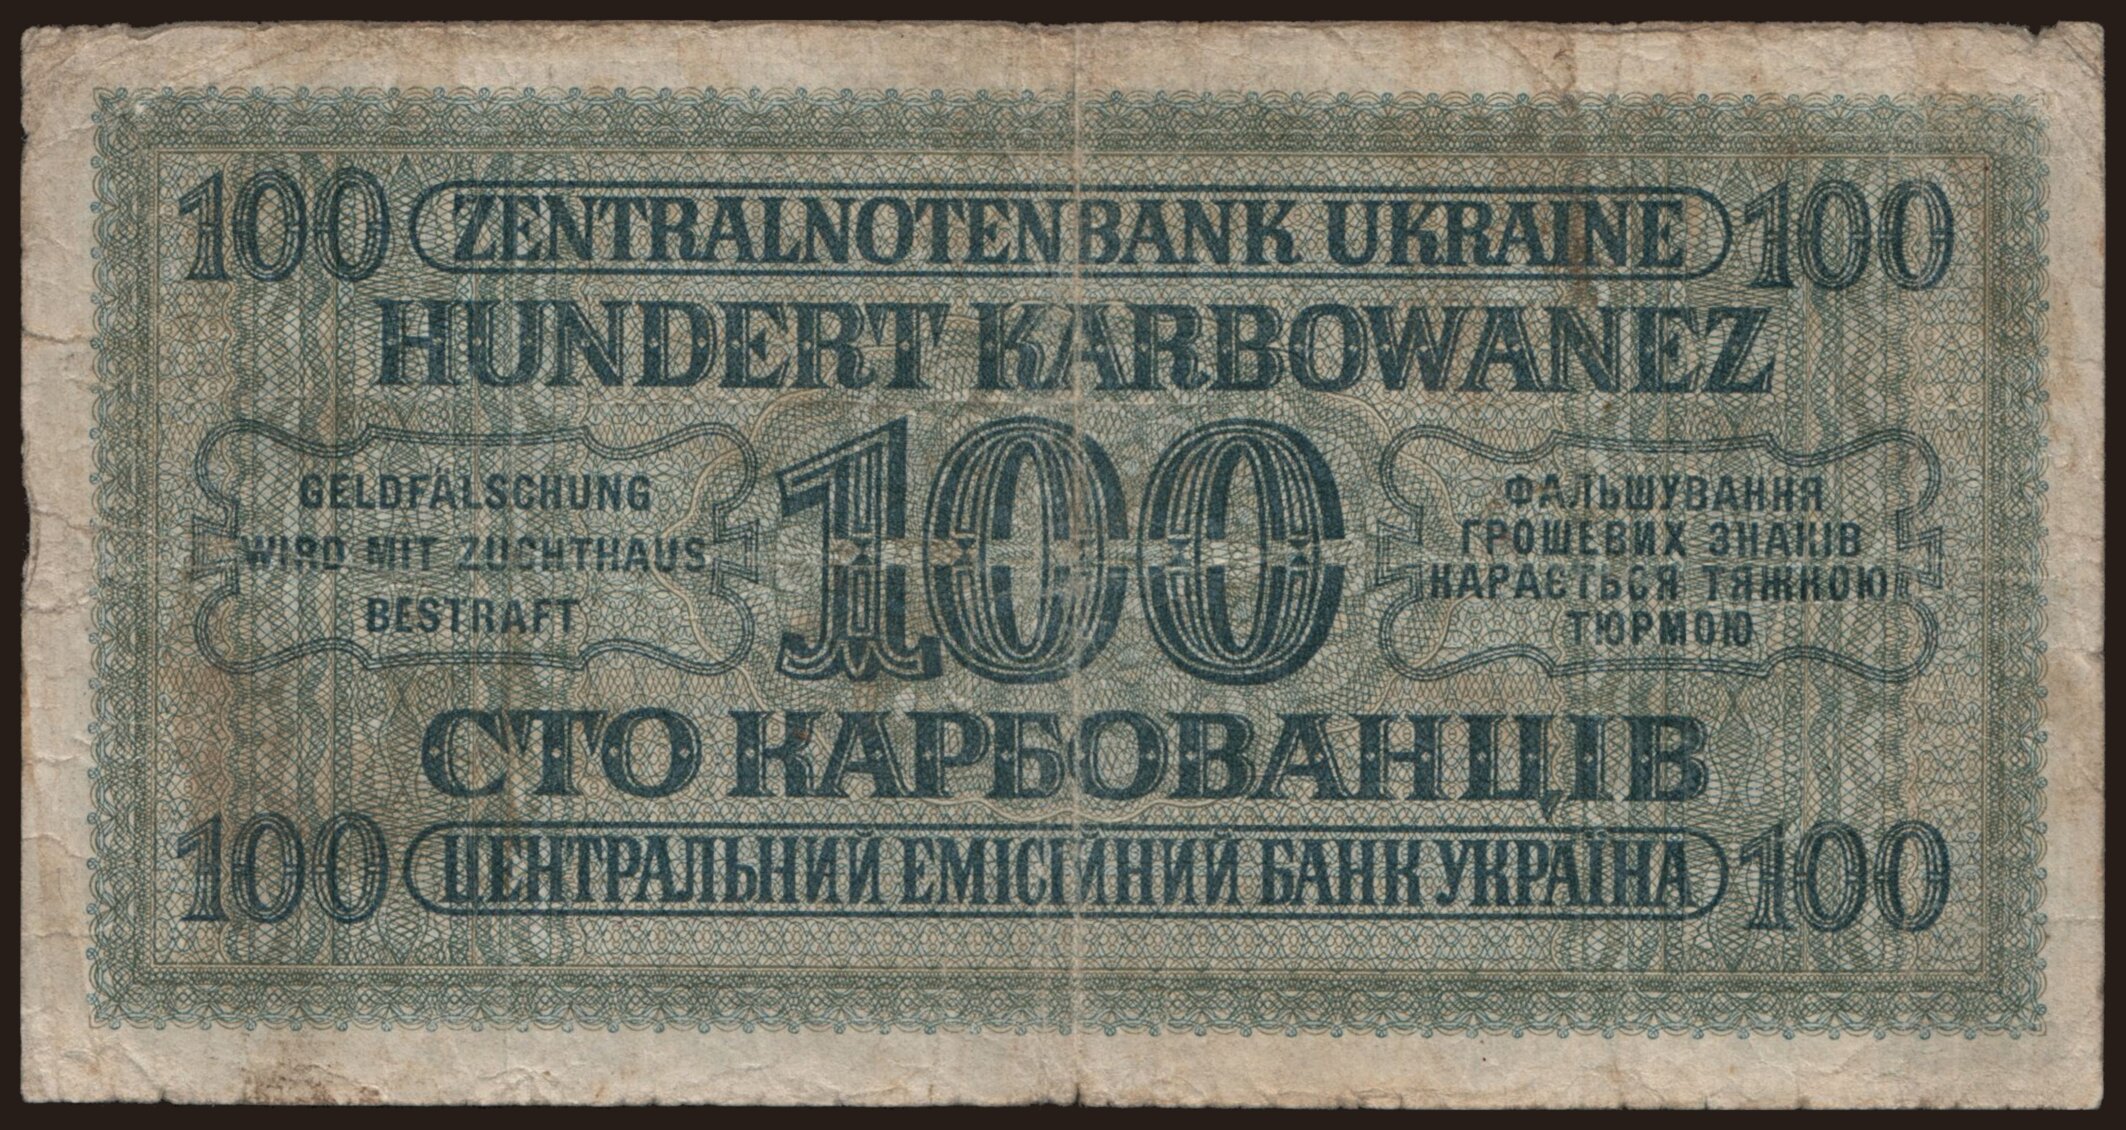 100 ZENTRALNOTENBANK UKRAINE 100
HUNDERT KARBOWANEZ
GELDFÄLSCHUNG
WIRD MIT ZUCHTHAUS
BESTRAFT
100
ФАЛЬШУВАННЯ
ГРОШЕВИХ ЗНАКІВ
КАРАЄТЬСЯ ТЯЖКОЮ
ТЮРМОЮ
СТО КАРБОВАНЦІВ
100 ЦЕНТРАЛЬНИЙ ЕМІСІЙНИЙ БАНК УКРАЇНА 100